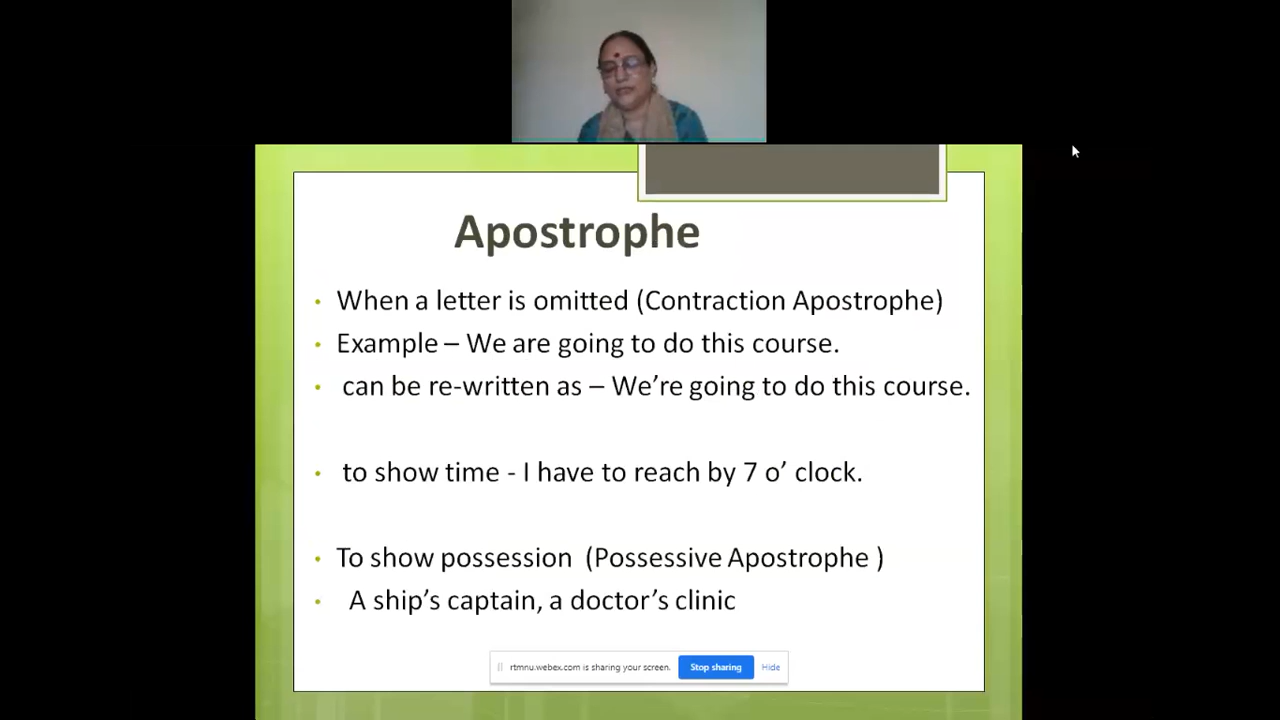 Apostrophe
When a letter is omitted (Contraction Apostrophe)
Example – We are going to do this course.
can be re-written as – We’re going to do this course.
to show time - I have to reach by 7 o’ clock.
To show possession (Possessive Apostrophe )
A ship’s captain, a doctor’s clinic
rtmnu.webex.com is sharing your screen. Stop sharing Hide